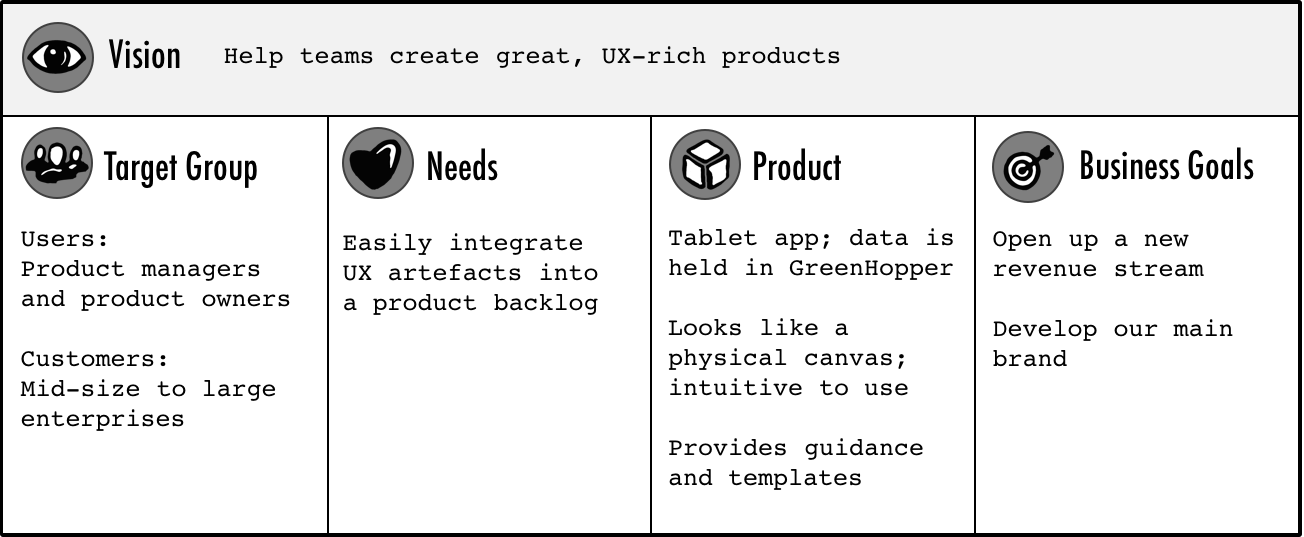 Vision
Help teams create great, UX-rich products
Target Group
Users:
Product managers
and product owners
Customers:
Mid-size to large
enterprises
Needs
Easily integrate
UX artefacts into
a product backlog
Product
Tablet app; data is
held in GreenHopper
Looks like a
physical canvas;
intuitive to use
Provides guidance
and templates
Business Goals
Open up a new
revenue stream
Develop our main
brand